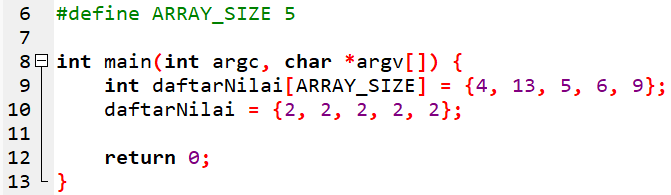 6 #define ARRAY_SIZE 5
7
8 int main(int argc, char *argv[]) {
9     int daftarNilai[ARRAY_SIZE] = {4, 13, 5, 6, 9};
10     daftarNilai = {2, 2, 2, 2, 2};
11
12     return 0;
13 }